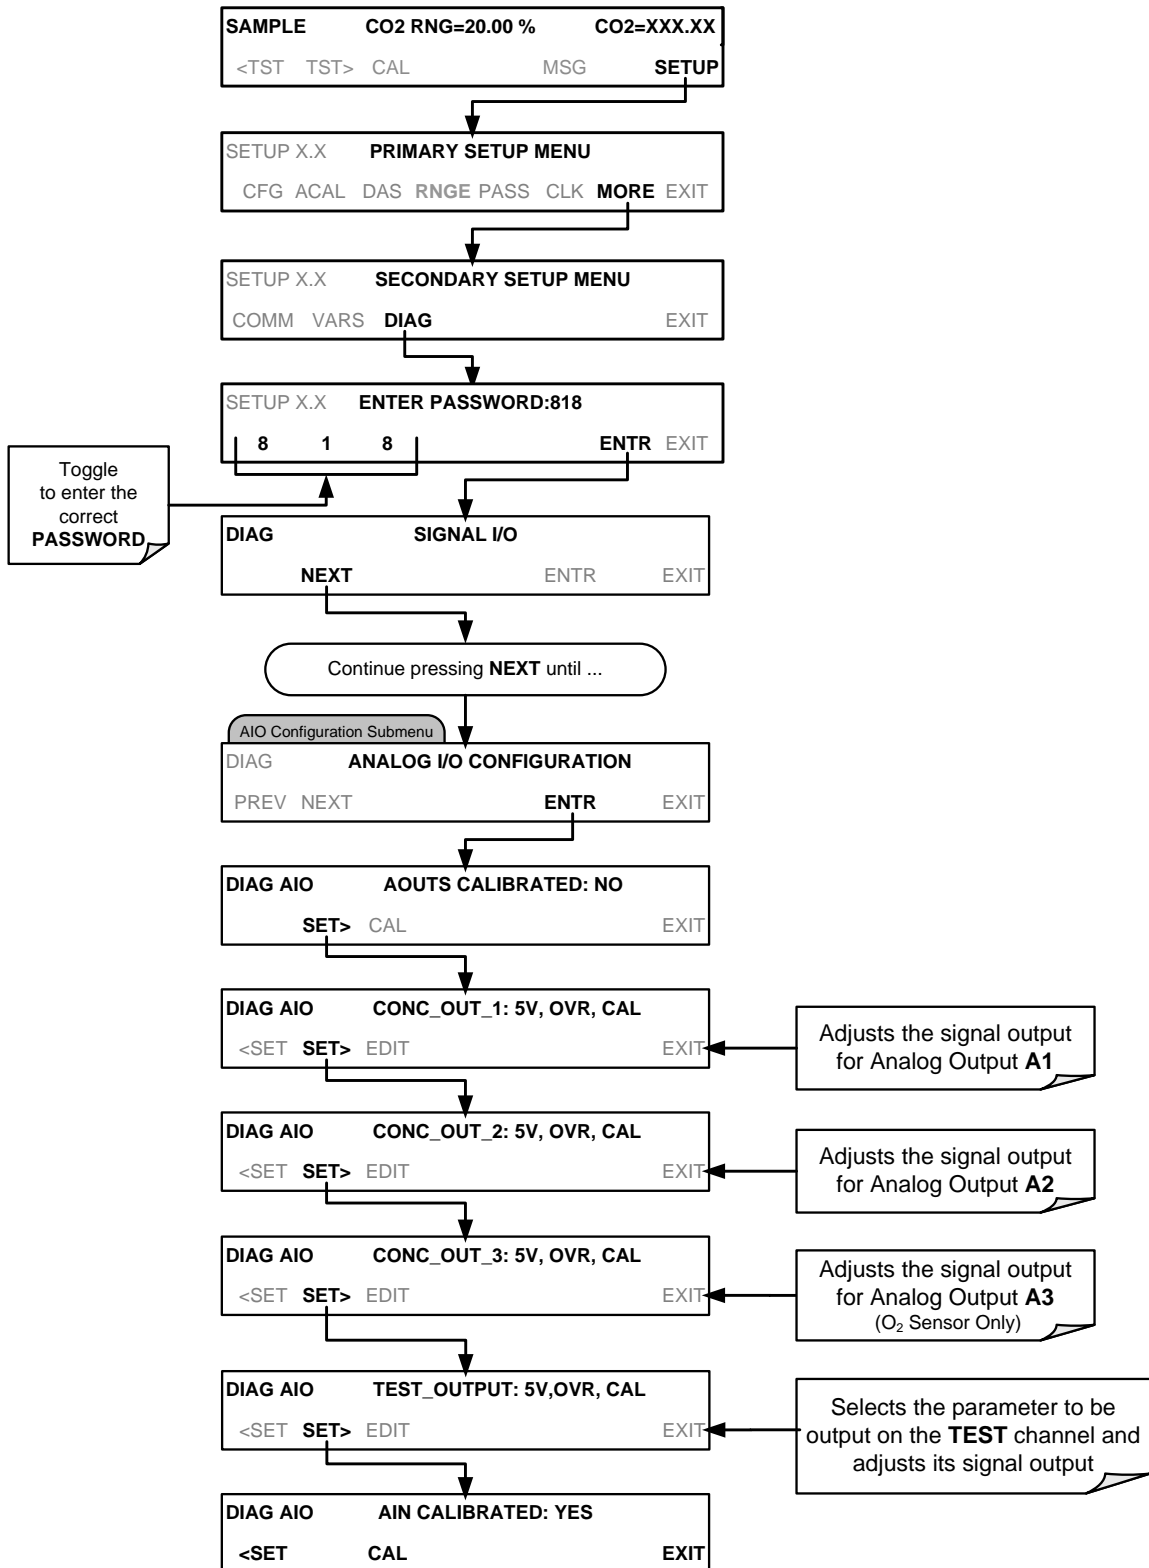 SAMPLE CO2 RNG=20.00 % CO2=XXX.XX
<TST TST> CAL MSG SETUP
SETUP X.X PRIMARY SETUP MENU
CFG ACAL DAS RNGE PASS CLK MORE EXIT
SETUP X.X SECONDARY SETUP MENU
COMM VARS DIAG EXIT
SETUP X.X ENTER PASSWORD:818
8 1 8 ENTR EXIT
Toggle
to enter the
correct
PASSWORD
DIAG SIGNAL I/O
NEXT ENTR EXIT
Continue pressing NEXT until ...
AIO Configuration Submenu
DIAG ANALOG I/O CONFIGURATION
PREV NEXT ENTR EXIT
DIAG AIO AOUTS CALIBRATED: NO
SET> CAL EXIT
DIAG AIO CONC_OUT_1: 5V, OVR, CAL
<SET SET> EDIT EXIT
Adjusts the signal output
for Analog Output A1
DIAG AIO CONC_OUT_2: 5V, OVR, CAL
<SET SET> EDIT EXIT
Adjusts the signal output
for Analog Output A2
DIAG AIO CONC_OUT_3: 5V, OVR, CAL
<SET SET> EDIT EXIT
Adjusts the signal output
for Analog Output A3
(O₂ Sensor Only)
DIAG AIO TEST_OUTPUT: 5V,OVR, CAL
<SET SET> EDIT EXIT
Selects the parameter to be
output on the TEST channel and
adjusts its signal output
DIAG AIO AIN CALIBRATED: YES
<SET CAL EXIT